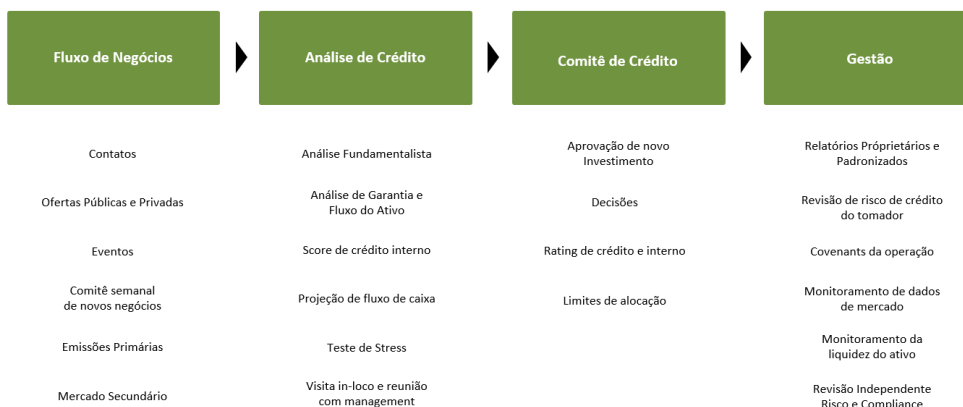 Fluxo de Negócios
Contatos
Ofertas Públicas e Privadas
Eventos
Comitê semanal
de novos negócios
Emissões Primárias
Mercado Secundário
Análise de Crédito
Análise Fundamentalista
Análise de Garantia e
Fluxo do Ativo
Score de crédito interno
Projeção de fluxo de caixa
Teste de Stress
Visita in-loco e reunião
com management
Comitê de Crédito
Aprovação de novo
Investimento
Decisões
Rating de crédito e interno
Limites de alocação
Gestão
Relatórios Próprietários e
Padronizados
Revisão de risco de crédito
do tomador
Covenants da operação
Monitoramento de dados
de mercado
Monitoramento da
liquidez do ativo
Revisão Independente
Risco e Compliance